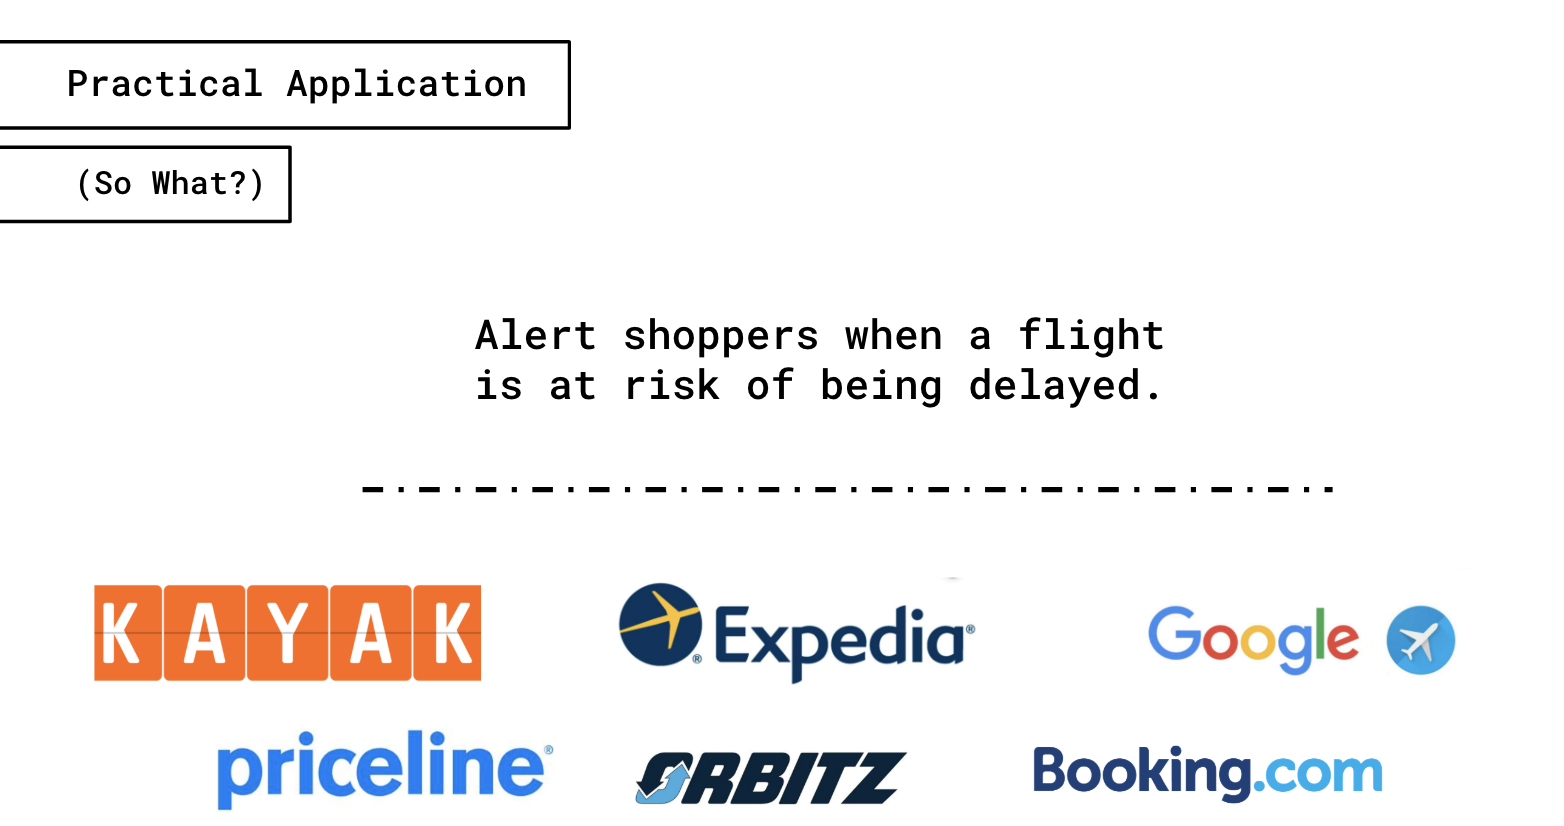 Practical Application
(So What?)
Alert shoppers when a flight
is at risk of being delayed.
KAYAK
Expedia®
Google
priceline®
ORBITZ
Booking.com